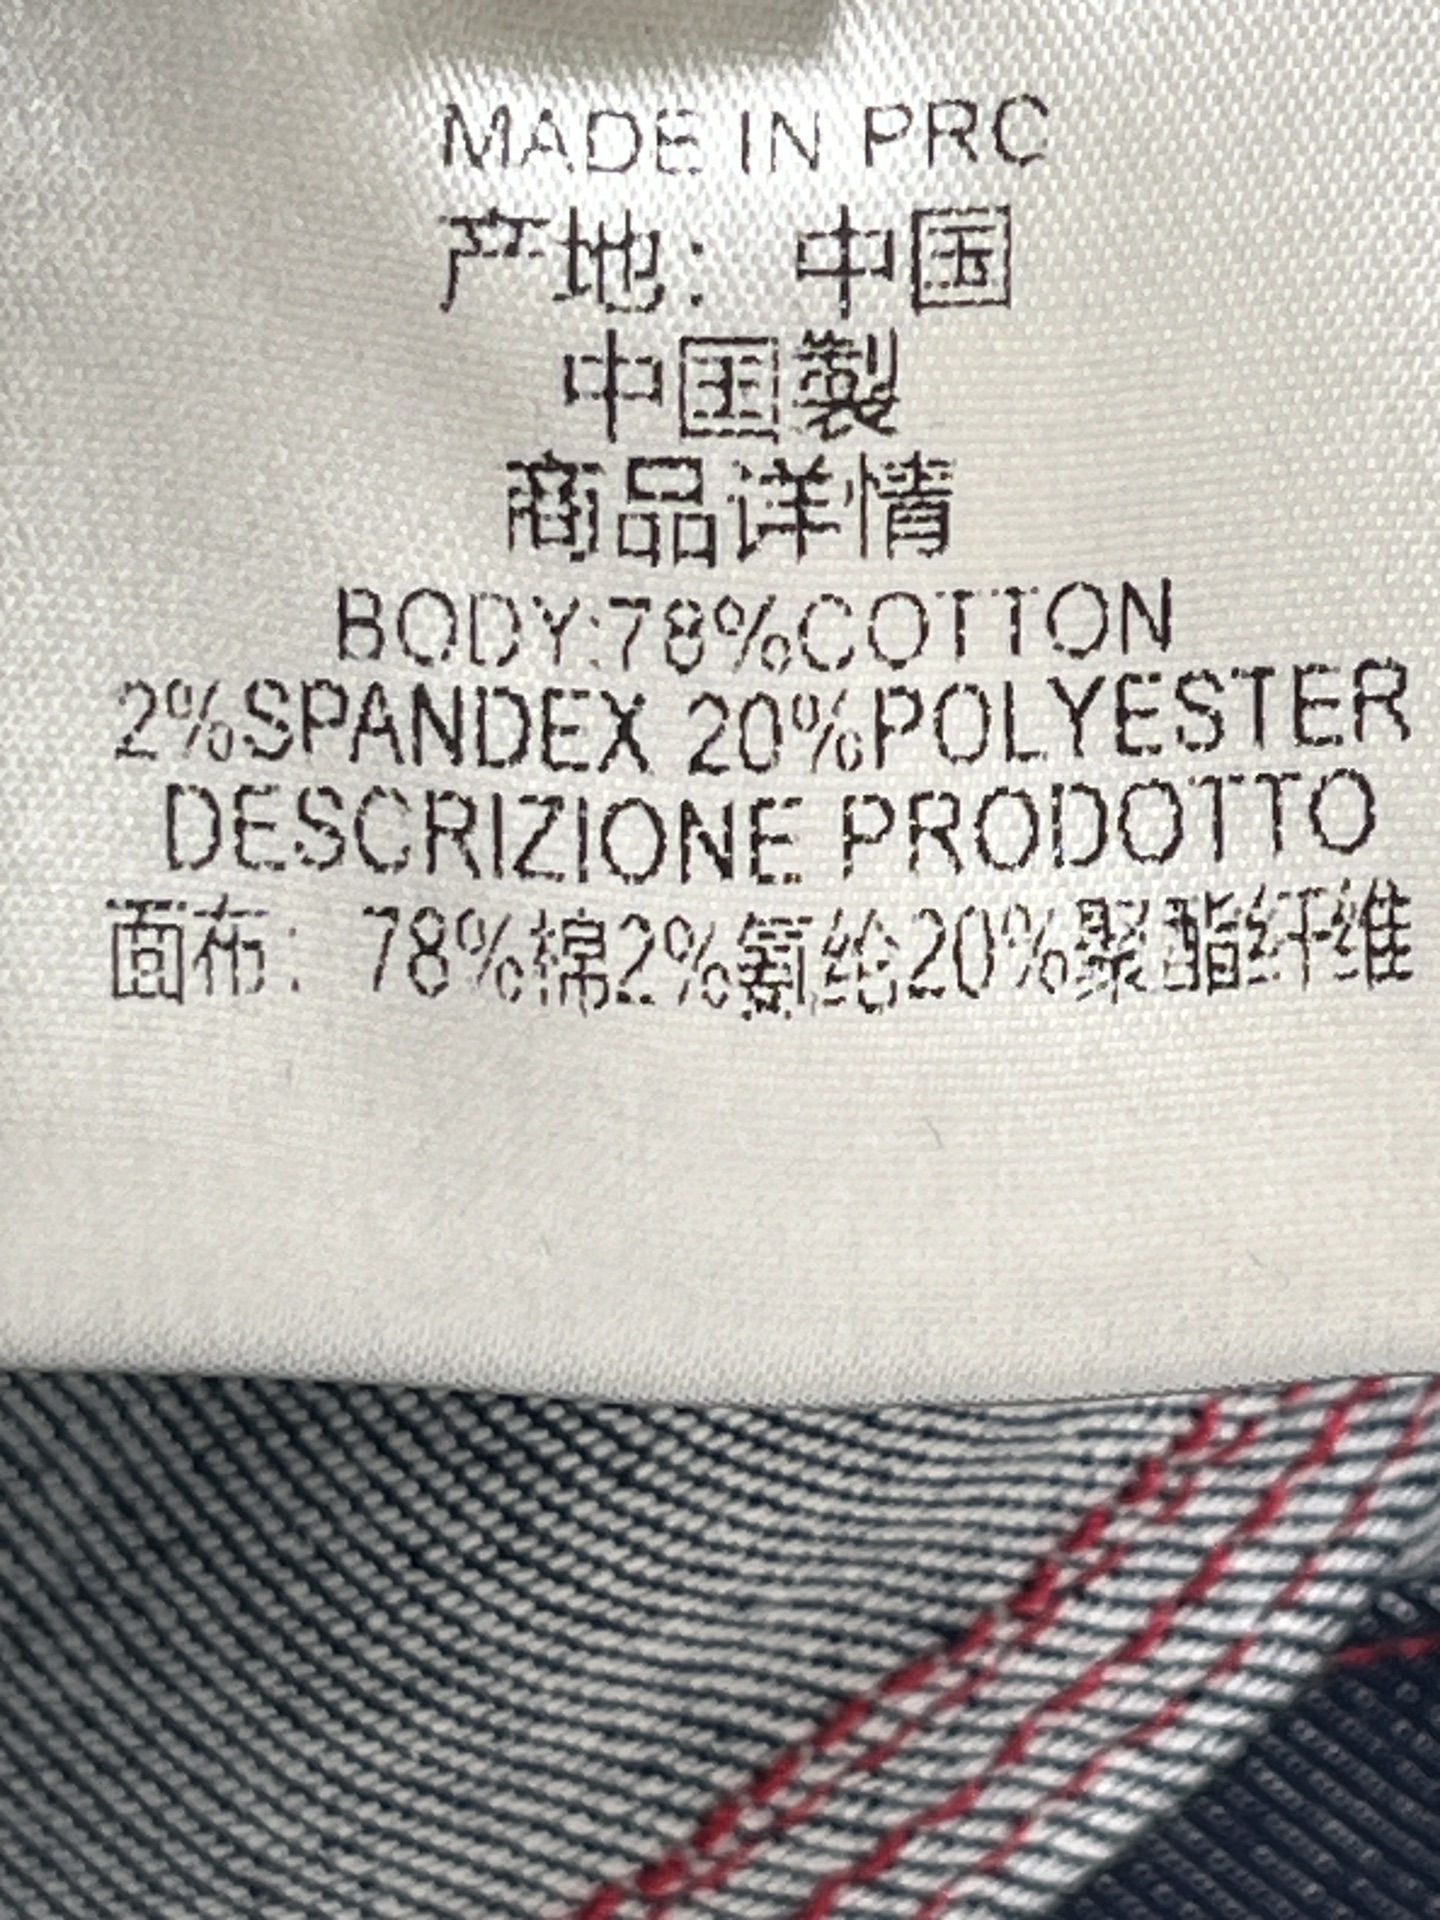 MADE IN PRC
产地：中国
中国製
商品详情
BODY:78%COTTON
2%SPANDEX 20%POLYESTER
DESCRIZIONE PRODOTTO
面布：78%棉2%氨纶20%聚酯纤维